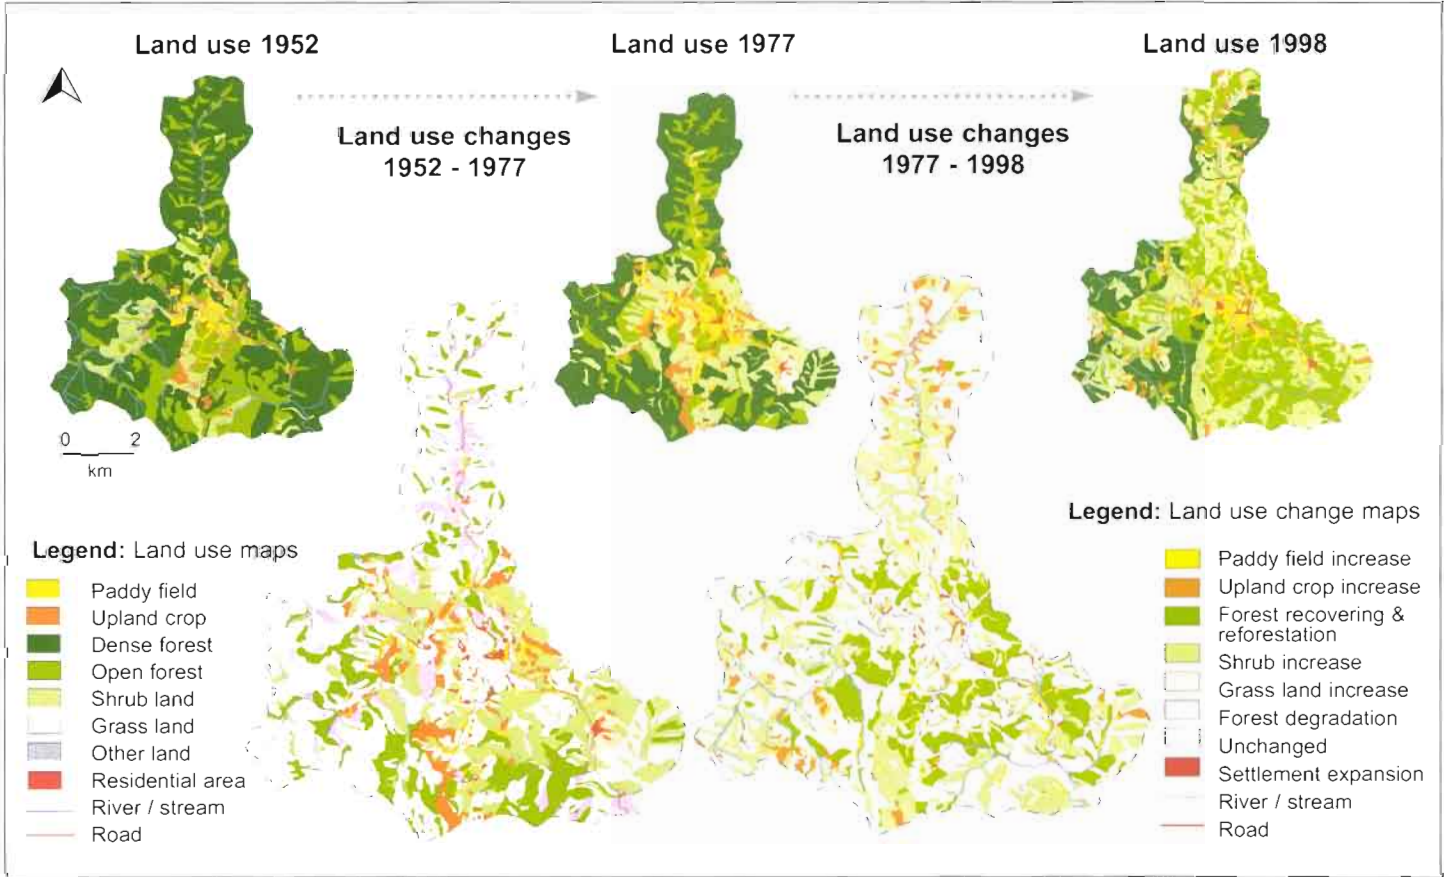 Land use 1952
Land use 1977
Land use 1998
Land use changes
1952 - 1977
Land use changes
1977 - 1998
0 2
km
Legend: Land use maps
Paddy field
Upland crop
Dense forest
Open forest
Shrub land
Grass land
Other land
Residential area
River / stream
Road
Legend: Land use change maps
Paddy field increase
Upland crop increase
Forest recovering &
reforestation
Shrub increase
Grass land increase
Forest degradation
Unchanged
Settlement expansion
River / stream
Road